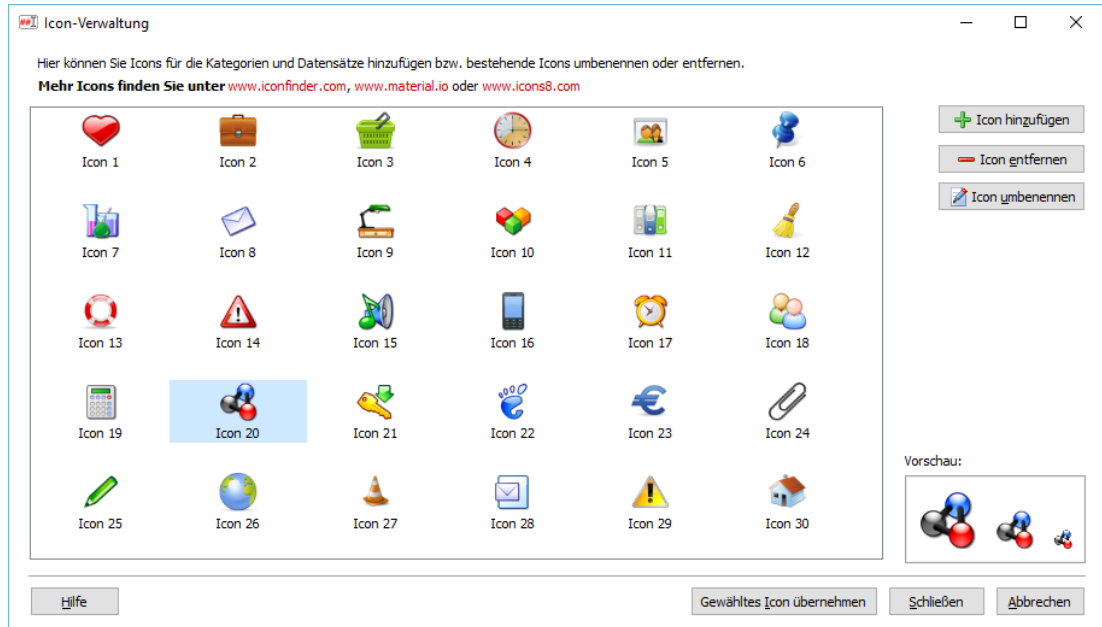 Icon-Verwaltung
Hier können Sie Icons für die Kategorien und Datensätze hinzufügen bzw. bestehende Icons umbenennen oder entfernen.
Mehr Icons finden Sie unter www.iconfinder.com, www.material.io oder www.icons8.com
Icon 1 Icon 2 Icon 3 Icon 4 Icon 5 Icon 6
Icon 7 Icon 8 Icon 9 Icon 10 Icon 11 Icon 12
Icon 13 Icon 14 Icon 15 Icon 16 Icon 17 Icon 18
Icon 19 Icon 20 Icon 21 Icon 22 Icon 23 Icon 24
Icon 25 Icon 26 Icon 27 Icon 28 Icon 29 Icon 30
Icon hinzufügen
Icon entfernen
Icon umbenennen
Vorschau:
Hilfe
Gewähltes Icon übernehmen
Schließen
Abbrechen